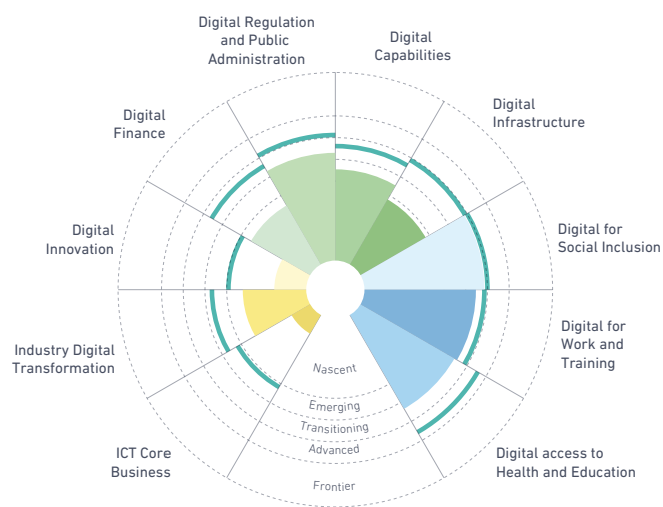 Digital Regulation
and Public
Administration
Digital
Capabilities
Digital
Infrastructure
Digital for
Social Inclusion
Digital for
Work and
Training
Digital access to
Health and Education
ICT Core
Business
Industry Digital
Transformation
Digital
Innovation
Digital
Finance
Nascent
Emerging
Transitioning
Advanced
Frontier